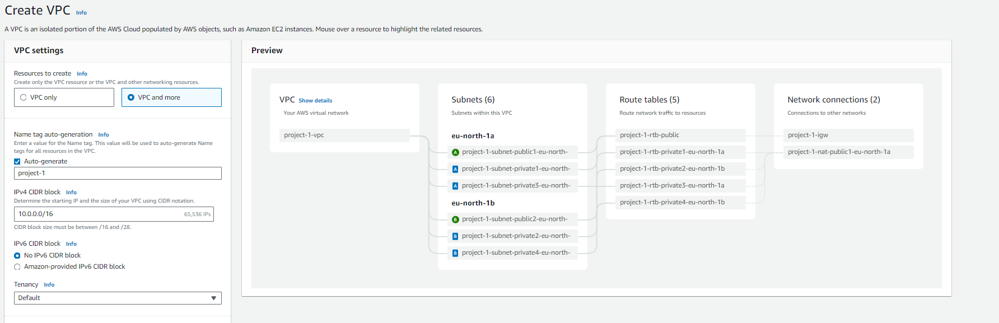 Create VPC Info
A VPC is an isolated portion of the AWS Cloud populated by AWS objects, such as Amazon EC2 instances. Mouse over a resource to highlight the related resources.
VPC settings
Resources to create Info
Create only the VPC resource or the VPC and other networking resources.
VPC only
VPC and more
Name tag auto-generation Info
Enter a value for the Name tag. This value will be used to auto-generate Name
tags for all resources in the VPC.
Auto-generate
project-1
IPv4 CIDR block Info
Determine the starting IP and the size of your VPC using CIDR notation.
10.0.0.0/16 65,536 IPs
CIDR block size must be between /16 and /28.
IPv6 CIDR block Info
No IPv6 CIDR block
Amazon-provided IPv6 CIDR block
Tenancy Info
Default
Preview
VPC Show details
Your AWS virtual network
project-1-vpc
Subnets (6)
Subnets within this VPC
eu-north-1a
A project-1-subnet-public1-eu-north-
A project-1-subnet-private1-eu-north-
A project-1-subnet-private3-eu-north-
eu-north-1b
B project-1-subnet-public2-eu-north-
B project-1-subnet-private2-eu-north-
B project-1-subnet-private4-eu-north-
Route tables (5)
Route network traffic to resources
project-1-rtb-public
project-1-rtb-private1-eu-north-1a
project-1-rtb-private2-eu-north-1b
project-1-rtb-private3-eu-north-1a
project-1-rtb-private4-eu-north-1b
Network connections (2)
Connections to other networks
project-1-igw
project-1-nat-public1-eu-north-1a